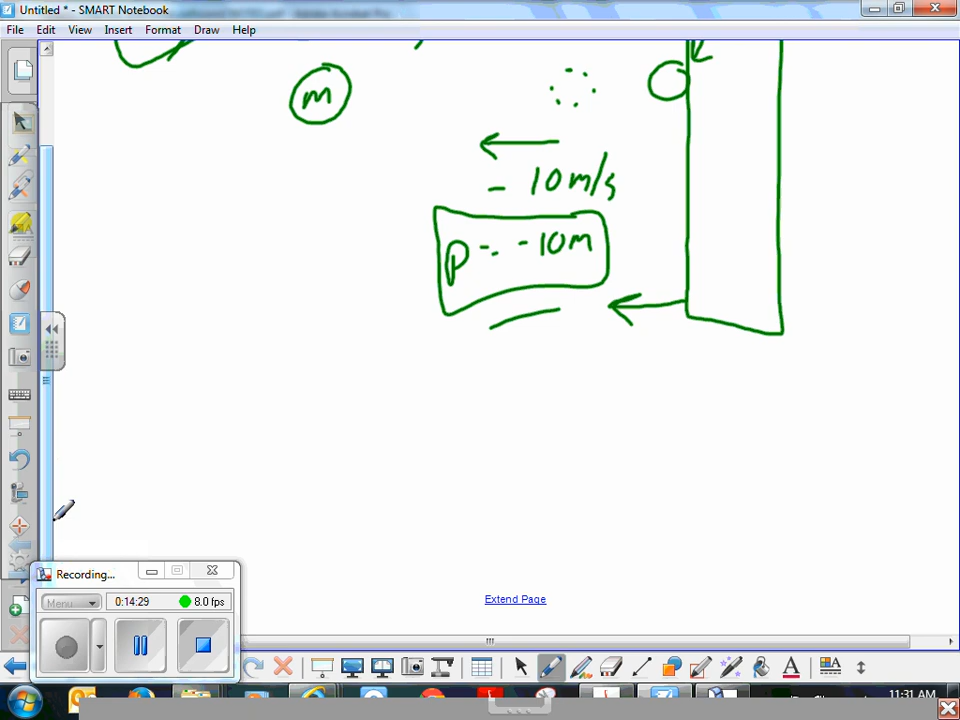 Untitled * - SMART Notebook
File Edit View Insert Format Draw Help
m
- 10 m/s
p = -10m
Recording...
Menu 0:14:29 8.0 fps
Extend Page
11:31 AM